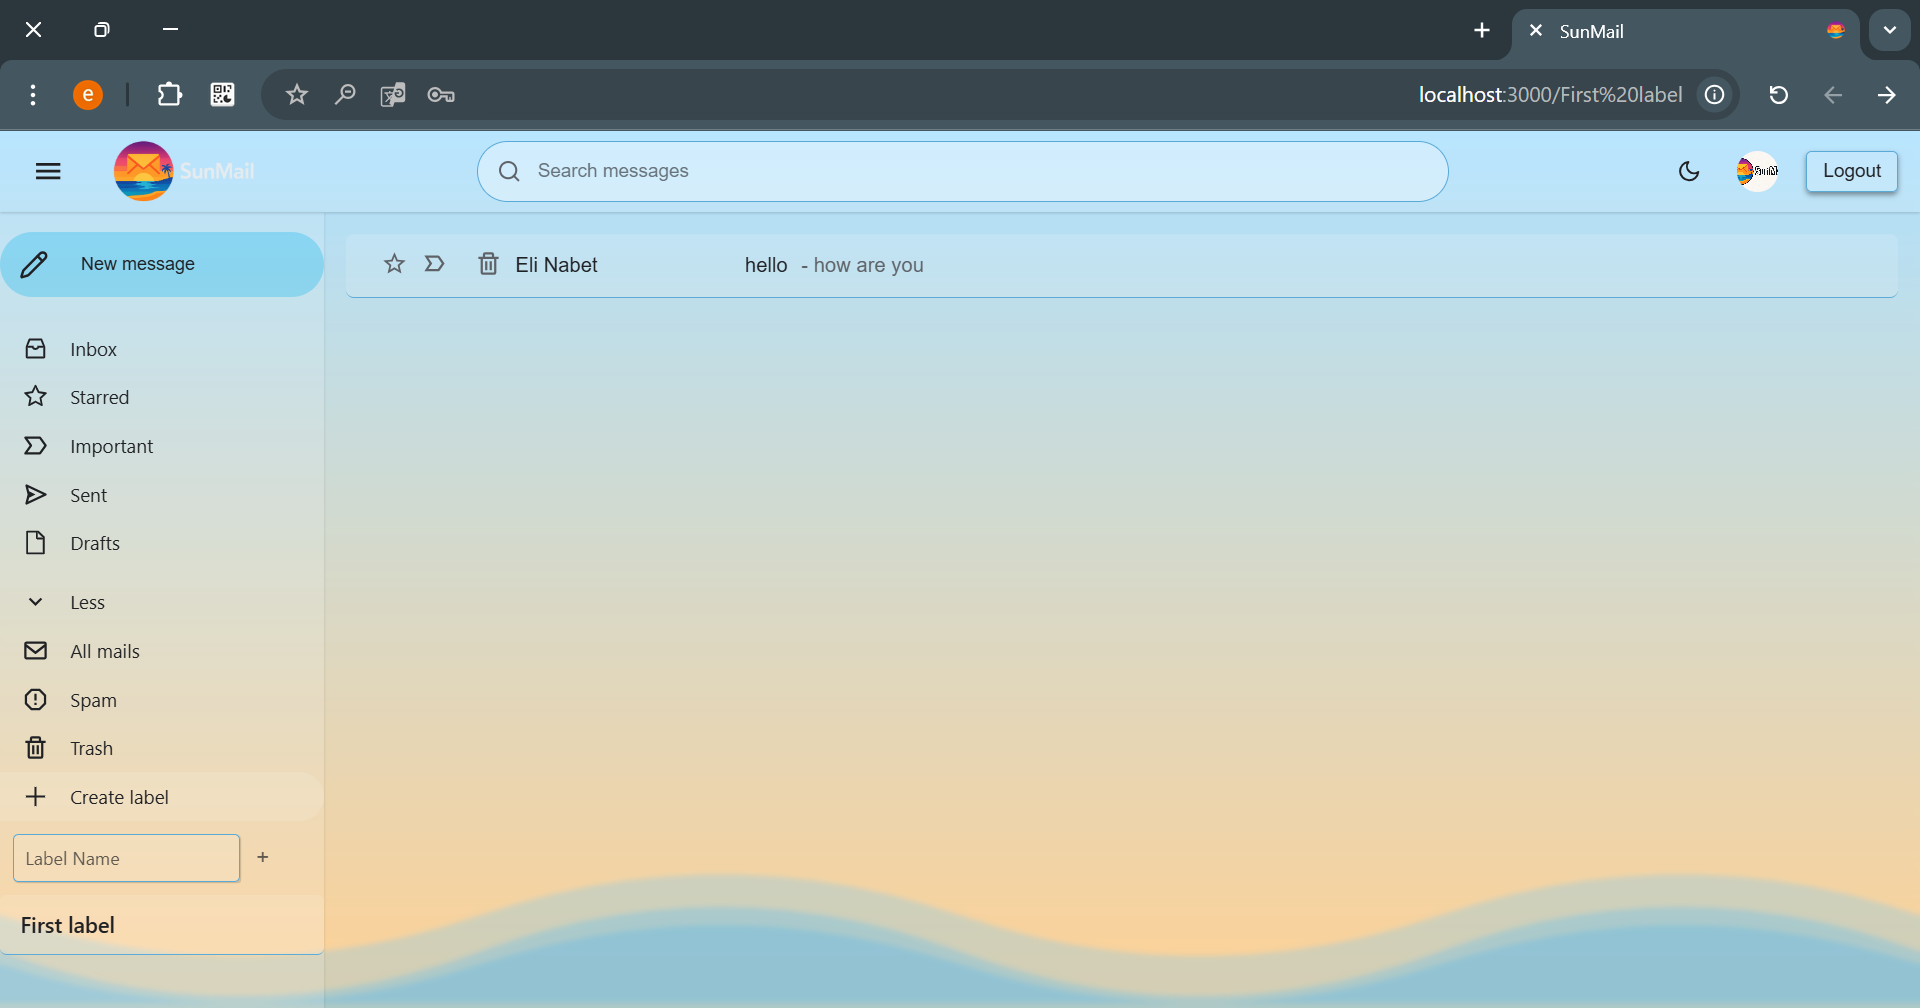 SunMail
e
localhost:3000/First%20label
SunMail
Search messages
Logout
New message
Eli Nabet hello - how are you
Inbox
Starred
Important
Sent
Drafts
Less
All mails
Spam
Trash
Create label
Label Name +
First label